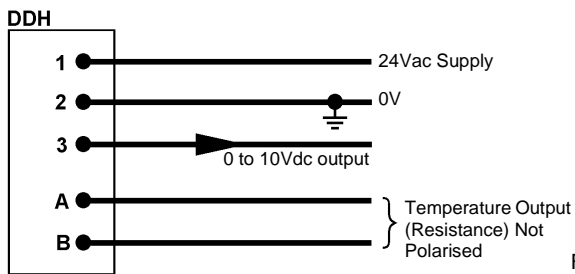 DDH
1 24Vac Supply
2 0V
3 0 to 10Vdc output
A
B
Temperature Output
(Resistance) Not
Polarised
F